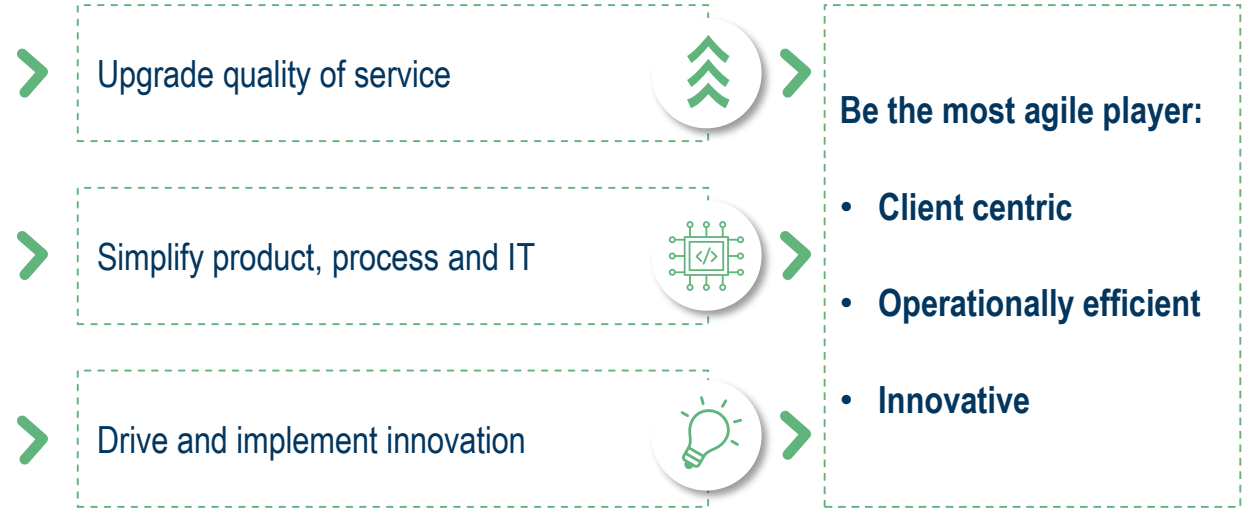 Upgrade quality of service
Simplify product, process and IT
Drive and implement innovation
Be the most agile player:
• Client centric
• Operationally efficient
• Innovative